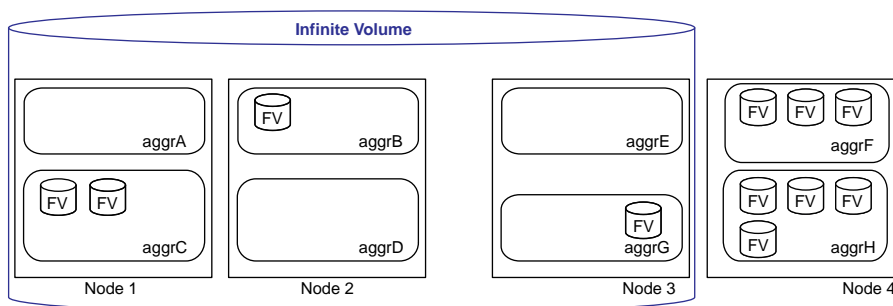 Infinite Volume
FV
FV FV FV
aggrA
aggrB
aggrE
aggrF
FV FV
FV FV FV
FV
FV
aggrC
aggrD
aggrG
aggrH
Node 1
Node 2
Node 3
Node 4